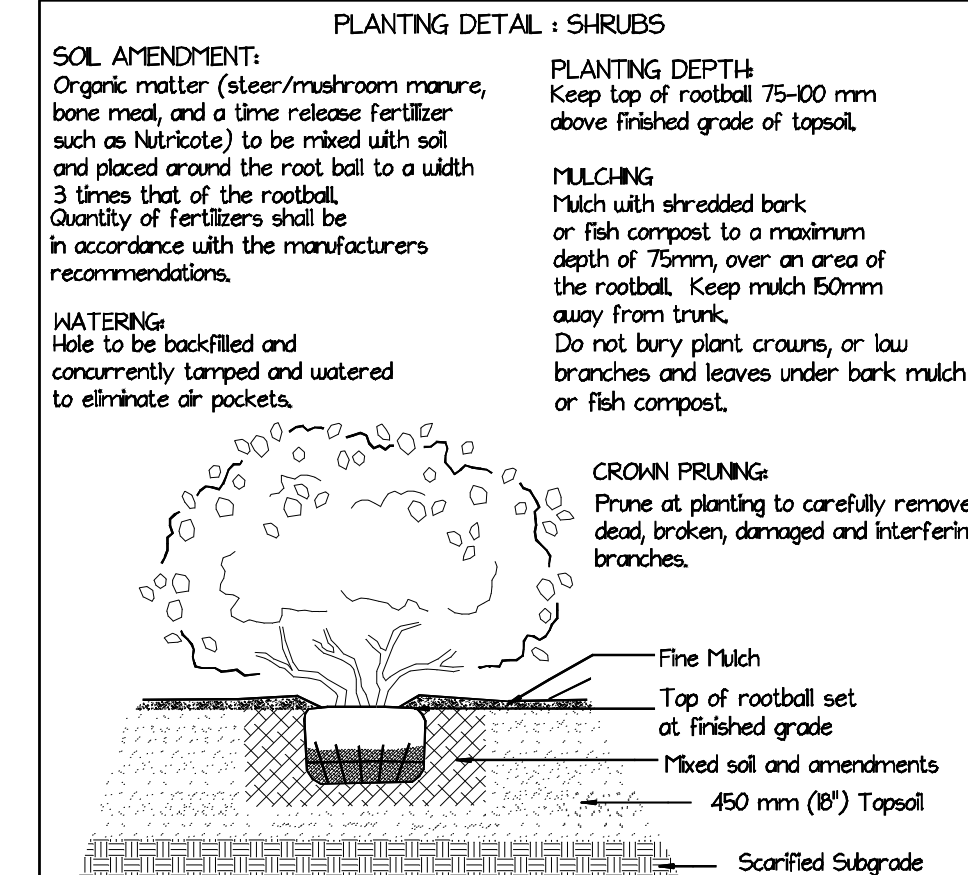 PLANTING DETAIL : SHRUBS
SOIL AMENDMENT:
Organic matter (steer/mushroom manure,
bone meal, and a time release fertilizer
such as Nutricote) to be mixed with soil
and placed around the root ball to a width
3 times that of the rootball.
Quantity of fertilizers shall be
in accordance with the manufacturers
recommendations.
WATERING:
Hole to be backfilled and
concurrently tamped and watered
to eliminate air pockets.
PLANTING DEPTH:
Keep top of rootball 75-100 mm
above finished grade of topsoil.
MULCHING
Mulch with shredded bark
or fish compost to a maximum
depth of 75mm, over an area of
the rootball. Keep mulch 150mm
away from trunk.
Do not bury plant crowns, or low
branches and leaves under bark mulch
or fish compost.
CROWN PRUNING:
Prune at planting to carefully remove
dead, broken, damaged and interferin
branches.
Fine Mulch
Top of rootball set
at finished grade
Mixed soil and amendments
450 mm (18") Topsoil
Scarified Subgrade